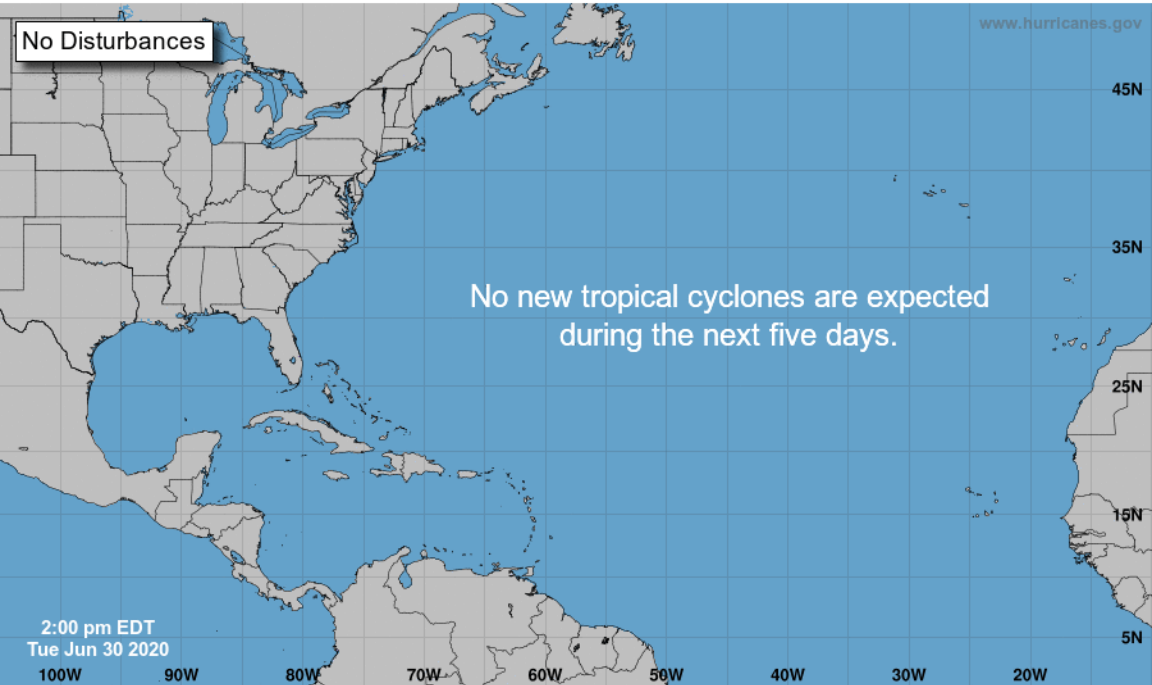 No Disturbances
www.hurricanes.gov
45N
35N
No new tropical cyclones are expected
during the next five days.
25N
15N
2:00 pm EDT
Tue Jun 30 2020
5N
100W 90W 80W 70W 60W 50W 40W 30W 20W